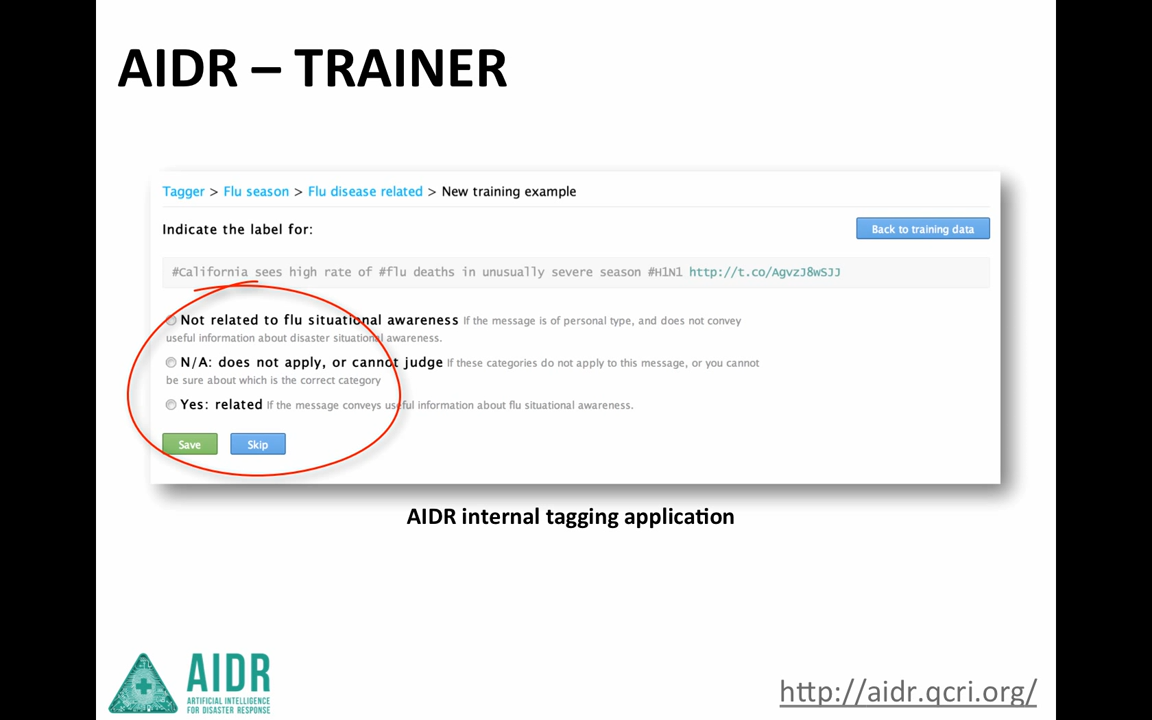 AIDR – TRAINER
Tagger > Flu season > Flu disease related > New training example
Indicate the label for:
Back to training data
#California sees high rate of #flu deaths in unusually severe season #H1N1 http://t.co/AgvzJ8wSJJ
Not related to flu situational awareness If the message is of personal type, and does not convey
useful information about disaster situational awareness.
N/A: does not apply, or cannot judge If these categories do not apply to this message, or you cannot
be sure about which is the correct category
Yes: related If the message conveys useful information about flu situational awareness.
Save Skip
AIDR internal tagging application
AIDR
ARTIFICIAL INTELLIGENCE
FOR DISASTER RESPONSE
http://aidr.qcri.org/